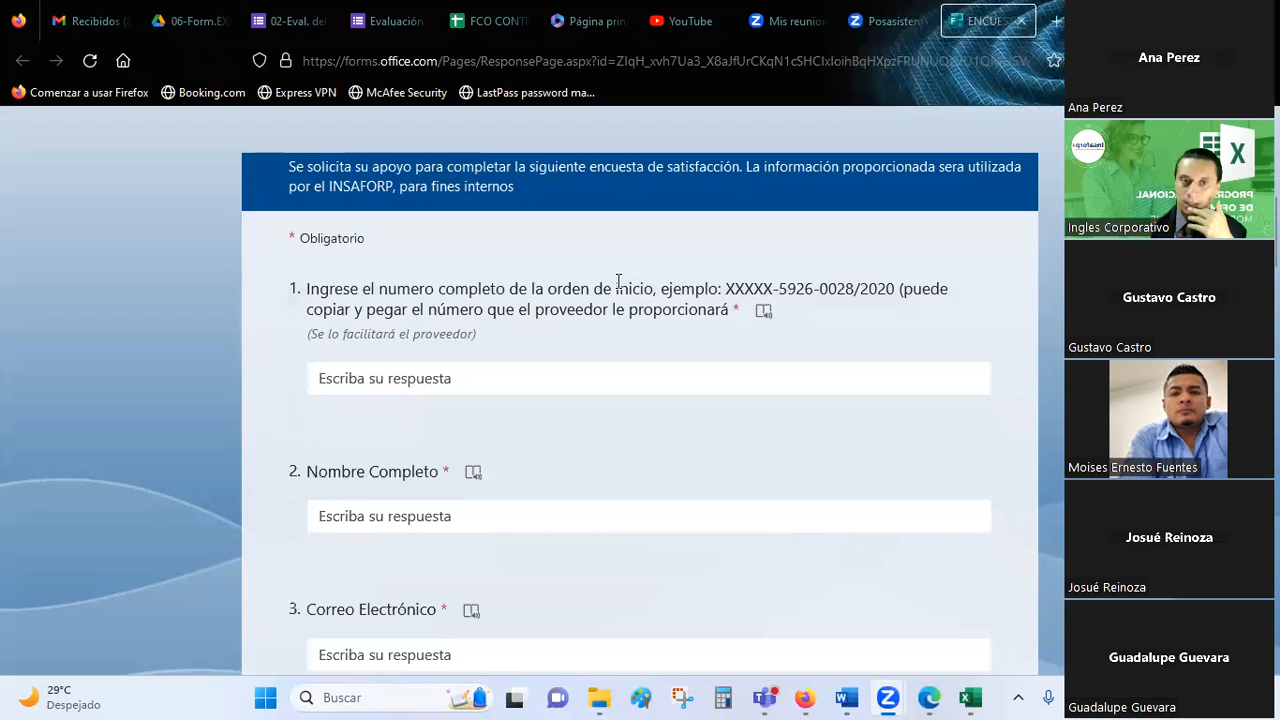 Recibidos (
06-Form.EX
02-Eval. del
Evaluación
FCO CONT
Página prin
YouTube
Mis reunio
Posasistent
ENCUES
https://forms.office.com/Pages/ResponsePage.aspx?id=
Comenzar a usar Firefox
Booking.com
Express VPN
McAfee Security
LastPass password ma...
Se solicita su apoyo para completar la siguiente encuesta de satisfacción. La información proporcionada sera utilizada
por el INSAFORP, para fines internos
* Obligatorio
1. Ingrese el numero completo de la orden de inicio, ejemplo: XXXXX-5926-0028/2020 (puede
copiar y pegar el número que el proveedor le proporcionará *
(Se lo facilitará el proveedor)
Escriba su respuesta
2. Nombre Completo *
Escriba su respuesta
3. Correo Electrónico *
Escriba su respuesta
Ana Perez
Ana Perez
Ingles Corporativo
Gustavo Castro
Gustavo Castro
Moises Ernesto Fuentes
Josué Reinoza
Josué Reinoza
Guadalupe Guevara
Guadalupe Guevara
29°C
Despejado
Buscar